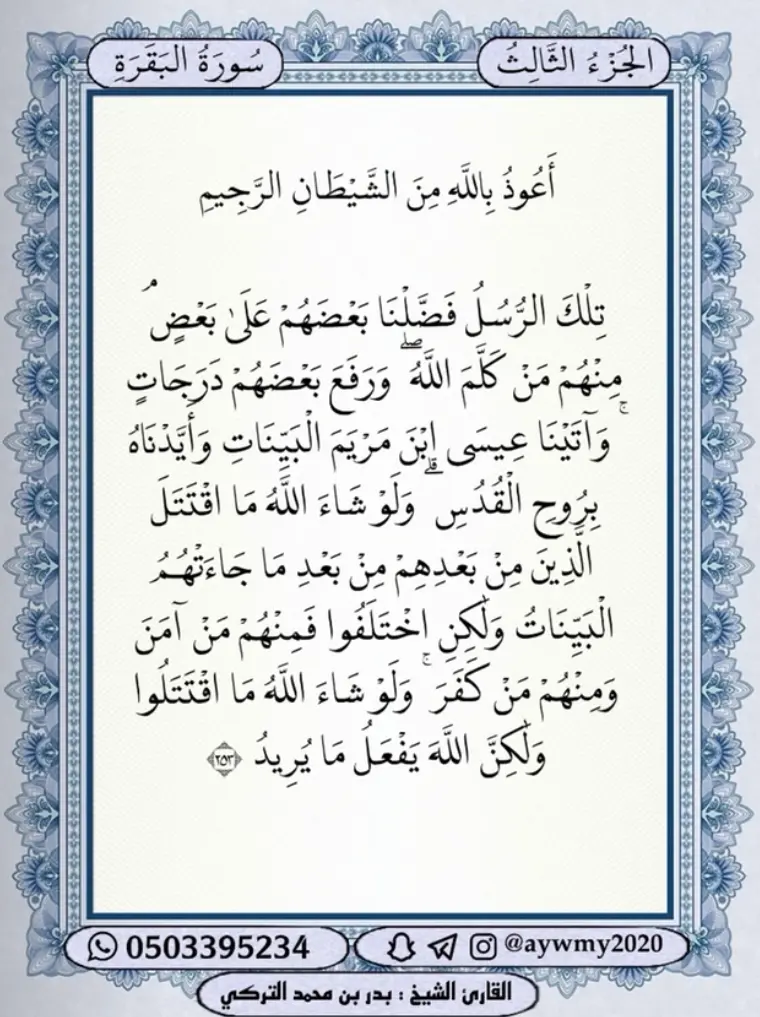 الجُزْءُ الثَّالِثُ
سُورَةُ البَقَرَةِ
أَعُوذُ بِاللَّهِ مِنَ الشَّيْطَانِ الرَّجِيمِ
تِلْكَ الرُّسُلُ فَضَّلْنَا بَعْضَهُمْ عَلَىٰ بَعْضٍ ۘ
مِنْهُمْ مَنْ كَلَّمَ اللَّهُ ۖ وَرَفَعَ بَعْضَهُمْ دَرَجَاتٍ
ۚ وَآتَيْنَا عِيسَى ابْنَ مَرْيَمَ الْبَيِّنَاتِ وَأَيَّدْنَاهُ
بِرُوحِ الْقُدُسِ ۗ وَلَوْ شَاءَ اللَّهُ مَا اقْتَتَلَ
الَّذِينَ مِنْ بَعْدِهِمْ مِنْ بَعْدِ مَا جَاءَتْهُمُ
الْبَيِّنَاتُ وَلَٰكِنِ اخْتَلَفُوا فَمِنْهُمْ مَنْ آمَنَ
وَمِنْهُمْ مَنْ كَفَرَ ۚ وَلَوْ شَاءَ اللَّهُ مَا اقْتَتَلُوا
وَلَٰكِنَّ اللَّهَ يَفْعَلُ مَا يُرِيدُ ﴿٢٥٣﴾
@aywmy2020
0503395234
القارئ الشيخ : بدر بن محمد التركي